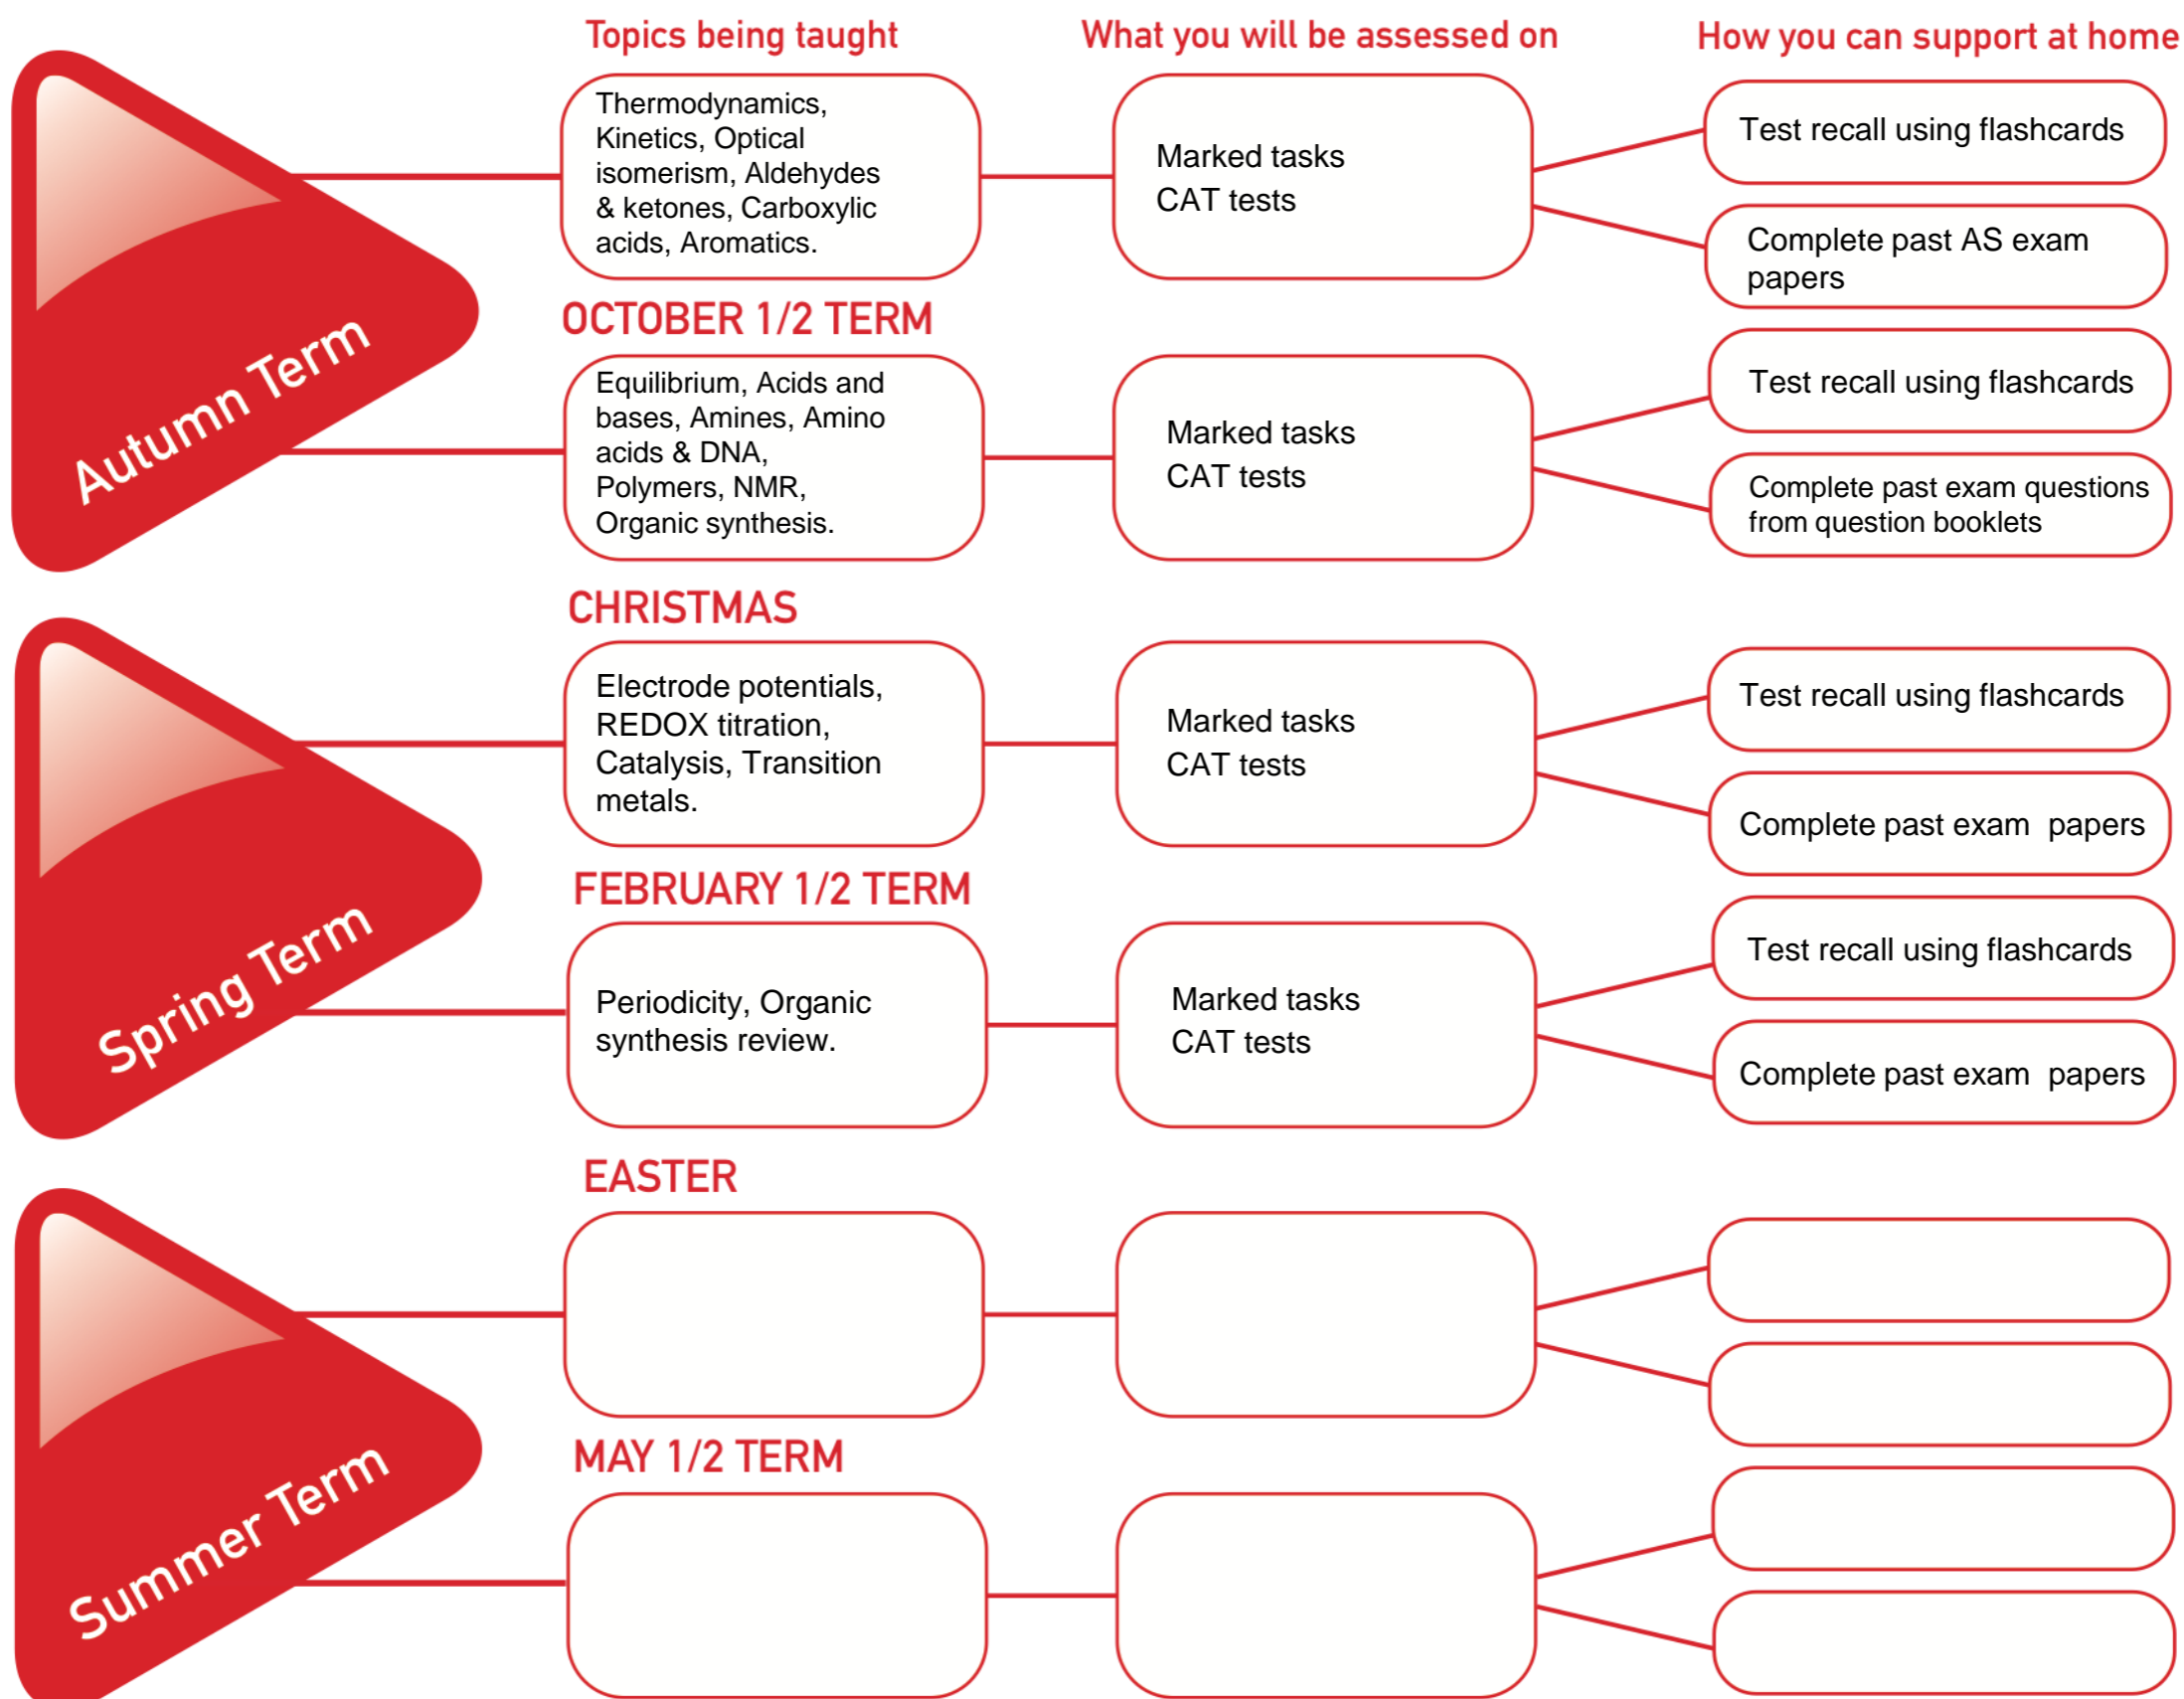 Topics being taught
What you will be assessed on
How you can support at home
Autumn Term
Thermodynamics,
Kinetics, Optical
isomerism, Aldehydes
& ketones, Carboxylic
acids, Aromatics.
Marked tasks
CAT tests
Test recall using flashcards
Complete past AS exam
papers
OCTOBER 1/2 TERM
Equilibrium, Acids and
bases, Amines, Amino
acids & DNA,
Polymers, NMR,
Organic synthesis.
Marked tasks
CAT tests
Test recall using flashcards
Complete past exam questions
from question booklets
CHRISTMAS
Spring Term
Electrode potentials,
REDOX titration,
Catalysis, Transition
metals.
Marked tasks
CAT tests
Test recall using flashcards
Complete past exam  papers
FEBRUARY 1/2 TERM
Periodicity, Organic
synthesis review.
Marked tasks
CAT tests
Test recall using flashcards
Complete past exam  papers
EASTER
Summer Term
MAY 1/2 TERM